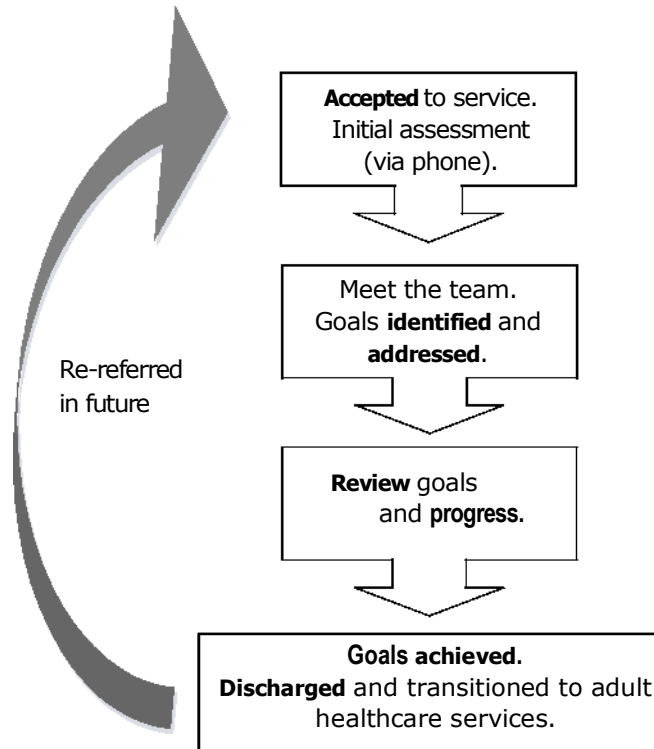 Accepted to service.
Initial assessment
(via phone).
Meet the team.
Goals identified and
addressed.
Re-referred
in future
Review goals
and progress.
Goals achieved.
Discharged and transitioned to adult
healthcare services.